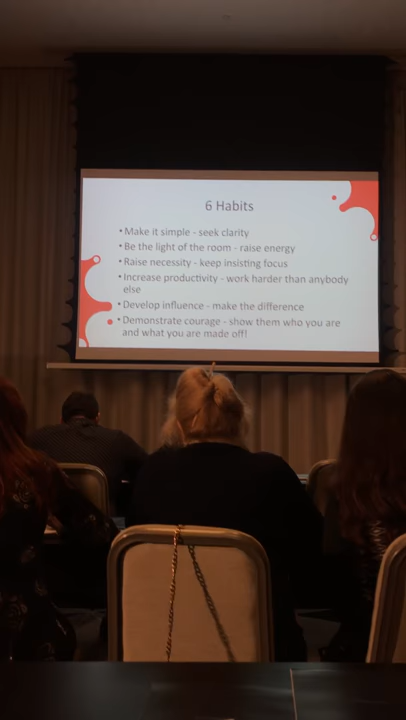 6 Habits
• Make it simple - seek clarity
• Be the light of the room - raise energy
• Raise necessity - keep insisting focus
• Increase productivity - work harder than anybody
else
• Develop influence - make the difference
• Demonstrate courage - show them who you are
and what you are made off!